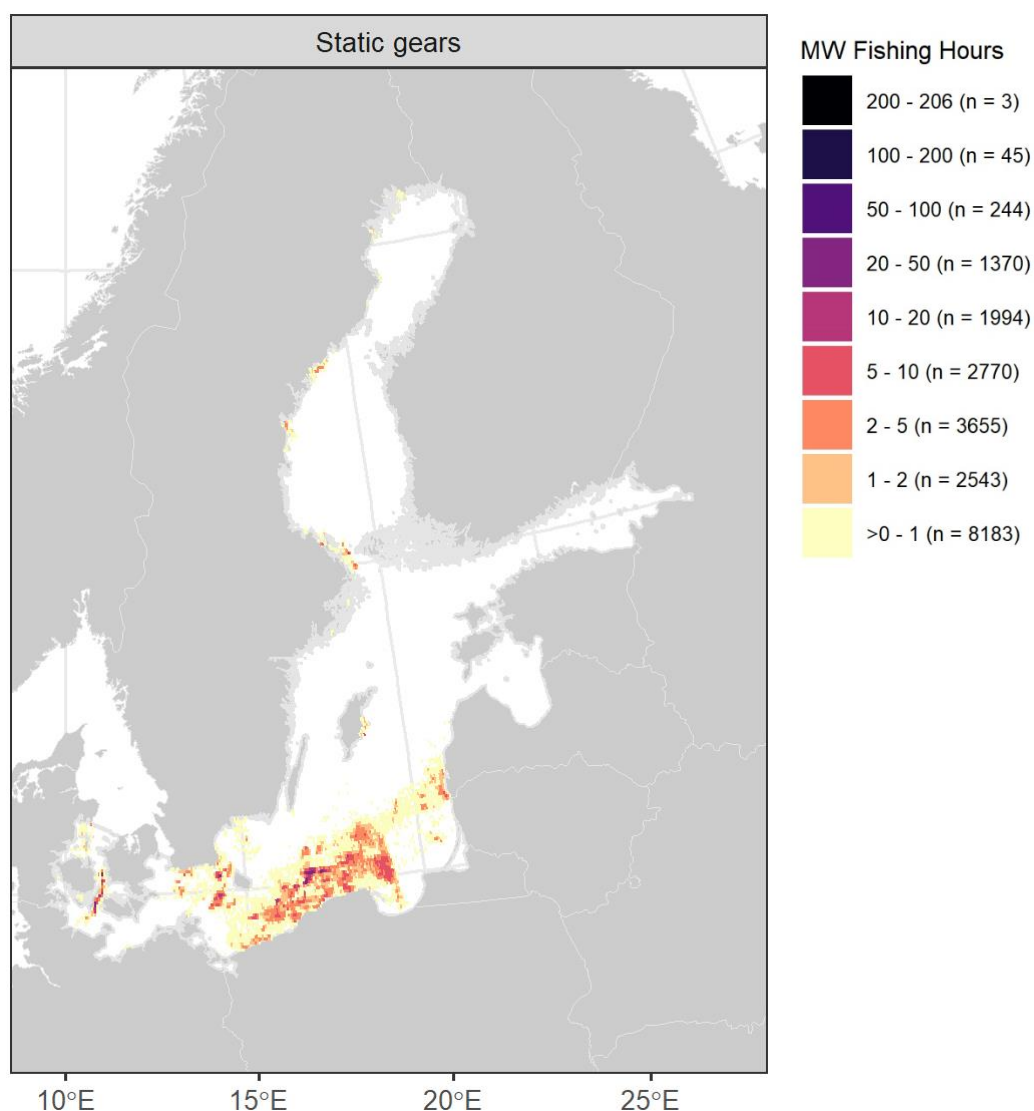 Static gears
MW Fishing Hours
200 - 206 (n = 3)
100 - 200 (n = 45)
50 - 100 (n = 244)
20 - 50 (n = 1370)
10 - 20 (n = 1994)
5 - 10 (n = 2770)
2 - 5 (n = 3655)
1 - 2 (n = 2543)
>0 - 1 (n = 8183)
10°E 15°E 20°E 25°E